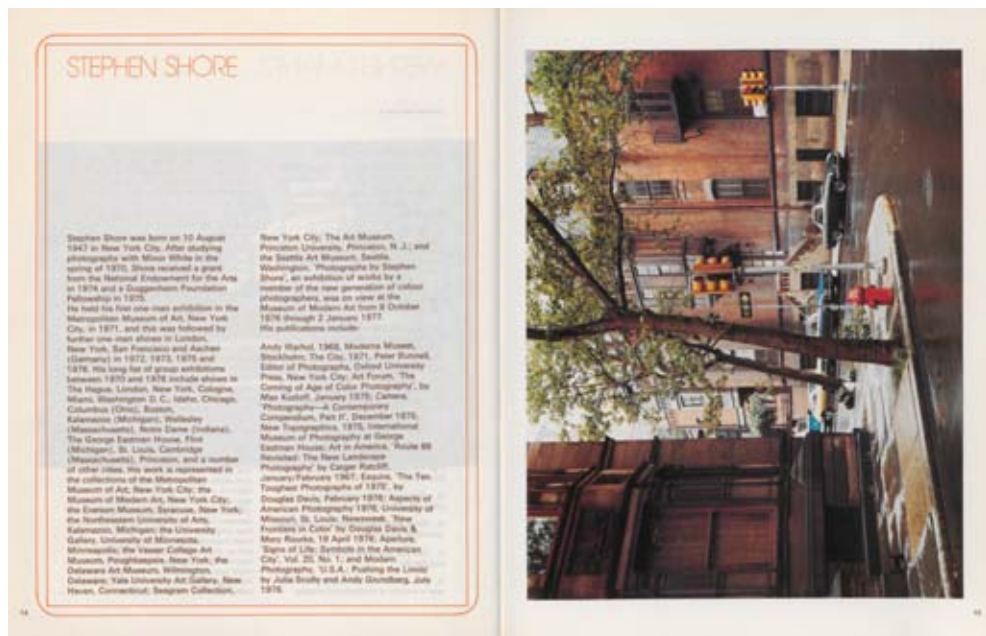 STEPHEN SHORE
Stephen Shore was born on 10 August
1947 in New York City. After studying
photography with Minor White in the
spring of 1970, Shore received a grant
from the National Endowment for the Arts
in 1974 and a Guggenheim Foundation
Fellowship in 1975.
He held his first one-man exhibition in the
Metropolitan Museum of Art, New York
City, in 1971, and this was followed by
further one-man shows in London,
New York, San Francisco and Aachen
(Germany) in 1972, 1973, 1975 and
1976. His long list of group exhibitions
between 1970 and 1976 include shows in
The Hague, London, New York, Cologne,
Miami, Washington D. C., Idaho, Chicago,
Columbus (Ohio), Boston,
Kalamazoo (Michigan), Wellesley
(Massachusetts), Notre Dame (Indiana),
The George Eastman House, Flint
(Michigan), St. Louis, Cambridge
(Massachusetts), Princeton, and a number
of other cities. His work is represented in
the collections of the Metropolitan
Museum of Art, New York City; the
Museum of Modern Art, New York City;
the Everson Museum, Syracuse, New York;
the Northeastern University of Arts,
Kalamazoo, Michigan; the University
Gallery, University of Minnesota,
Minneapolis; the Vassar College Art
Museum, Poughkeepsie, New York; the
Delaware Art Museum, Wilmington,
Delaware; Yale University Art Gallery, New
Haven, Connecticut; Seagram Collection,
New York City; The Art Museum,
Princeton University, Princeton, N. J.; and
the Seattle Art Museum, Seattle,
Washington. 'Photographs by Stephen
Shore', an exhibition of works by a
member of the new generation of colour
photographers, was on view at the
Museum of Modern Art from 8 October
1976 through 2 January 1977.
His publications include:
Andy Warhol, 1968, Moderna Museet,
Stockholm; The City, 1971, Peter Bunnell,
Editor of Photographs, Oxford University
Press, New York City; Art Forum, 'The
Coming of Age of Color Photography', by
Max Kozloff, January 1975; Camera,
'Photography—A Contemporary
Compendium, Part II', December 1975;
New Topographics, 1975, International
Museum of Photography at George
Eastman House; Art in America, 'Route 66
Revisited: The New Landscape
Photography' by Carter Ratcliff,
January/February 1967; Esquire, 'The Ten
Toughest Photographs of 1975', by
Douglas Davis, February 1976; Aspects of
American Photography 1976, University of
Missouri, St. Louis; Newsweek, 'New
Frontiers in Color' by Douglas Davis &
Mary Rourke, 19 April 1976; Aperture,
'Signs of Life: Symbols in the American
City', Vol. 20, No. 1; and Modern
Photography, 'U.S.A.: Pushing the Limits'
by Julia Scully and Andy Grundberg, July
1976.
14